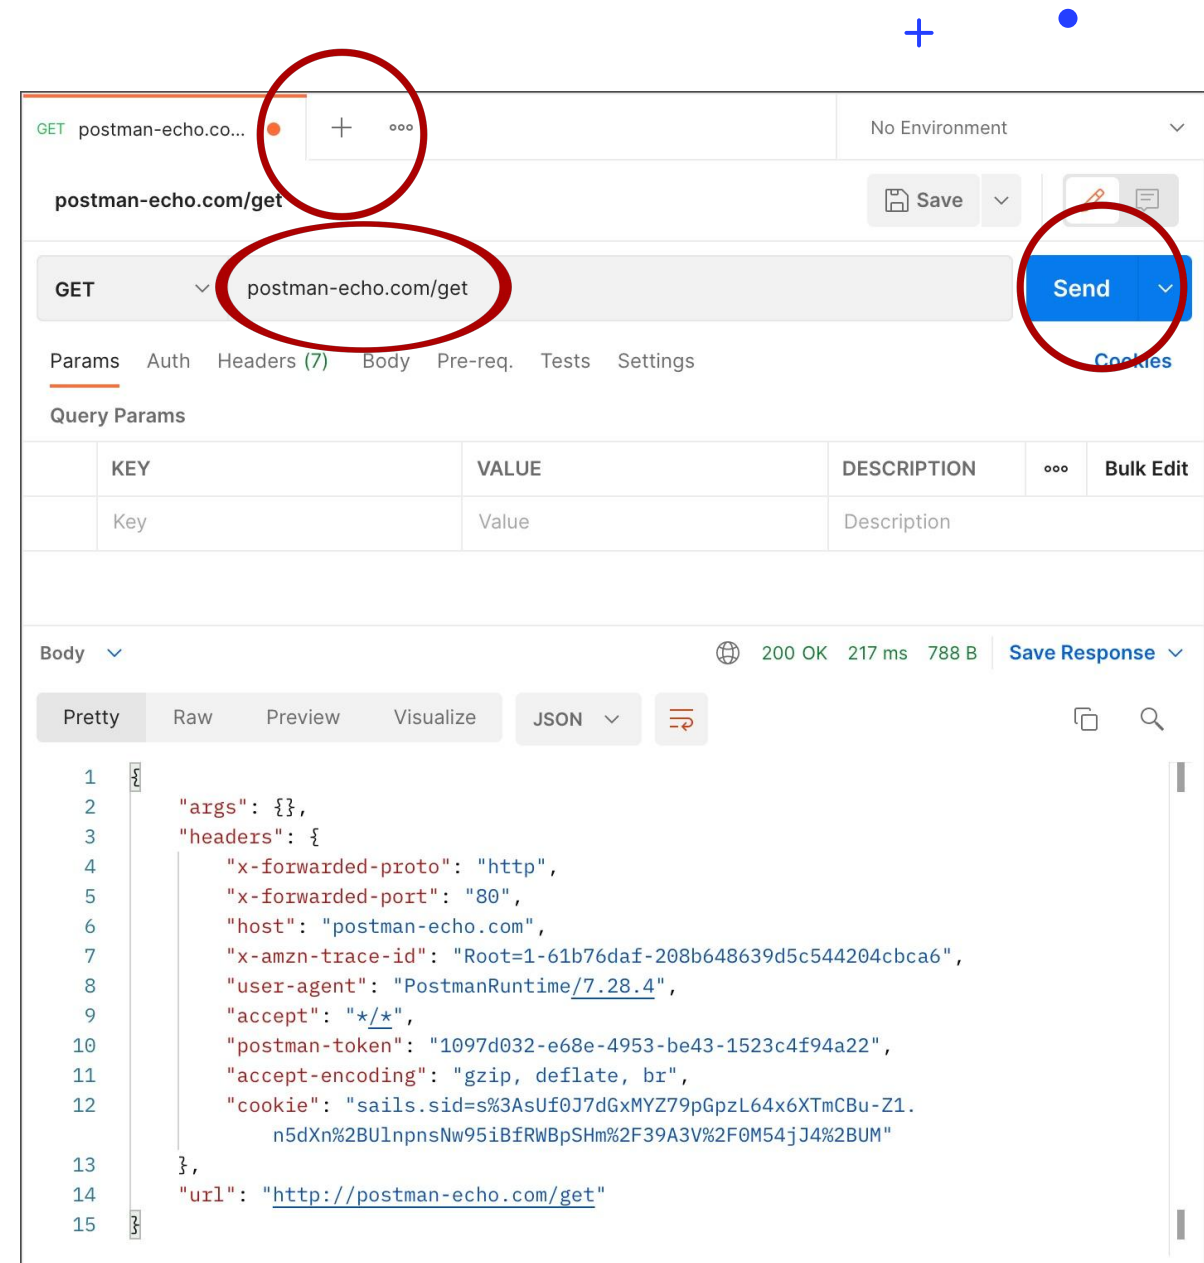 GET postman-echo.co... No Environment
postman-echo.com/get Save
GET postman-echo.com/get Send
Params Auth Headers (7) Body Pre-req. Tests Settings Cookies
Query Params
KEY VALUE DESCRIPTION ooo Bulk Edit
Key Value Description
Body 200 OK 217 ms 788 B Save Response
Pretty Raw Preview Visualize JSON
1 {
2 "args": {},
3 "headers": {
4 "x-forwarded-proto": "http",
5 "x-forwarded-port": "80",
6 "host": "postman-echo.com",
7 "x-amzn-trace-id": "Root=1-61b76daf-208b648639d5c544204cbca6",
8 "user-agent": "PostmanRuntime/7.28.4",
9 "accept": "*/*",
10 "postman-token": "1097d032-e68e-4953-be43-1523c4f94a22",
11 "accept-encoding": "gzip, deflate, br",
12 "cookie": "sails.sid=s%3AsUf0J7dGxMYZ79pGpzL64x6XTmCBu-Z1.
n5dXn%2BUlnpnsNw95iBfRWBpSHm%2F39A3V%2F0M54jJ4%2BUM"
13 },
14 "url": "http://postman-echo.com/get"
15 }